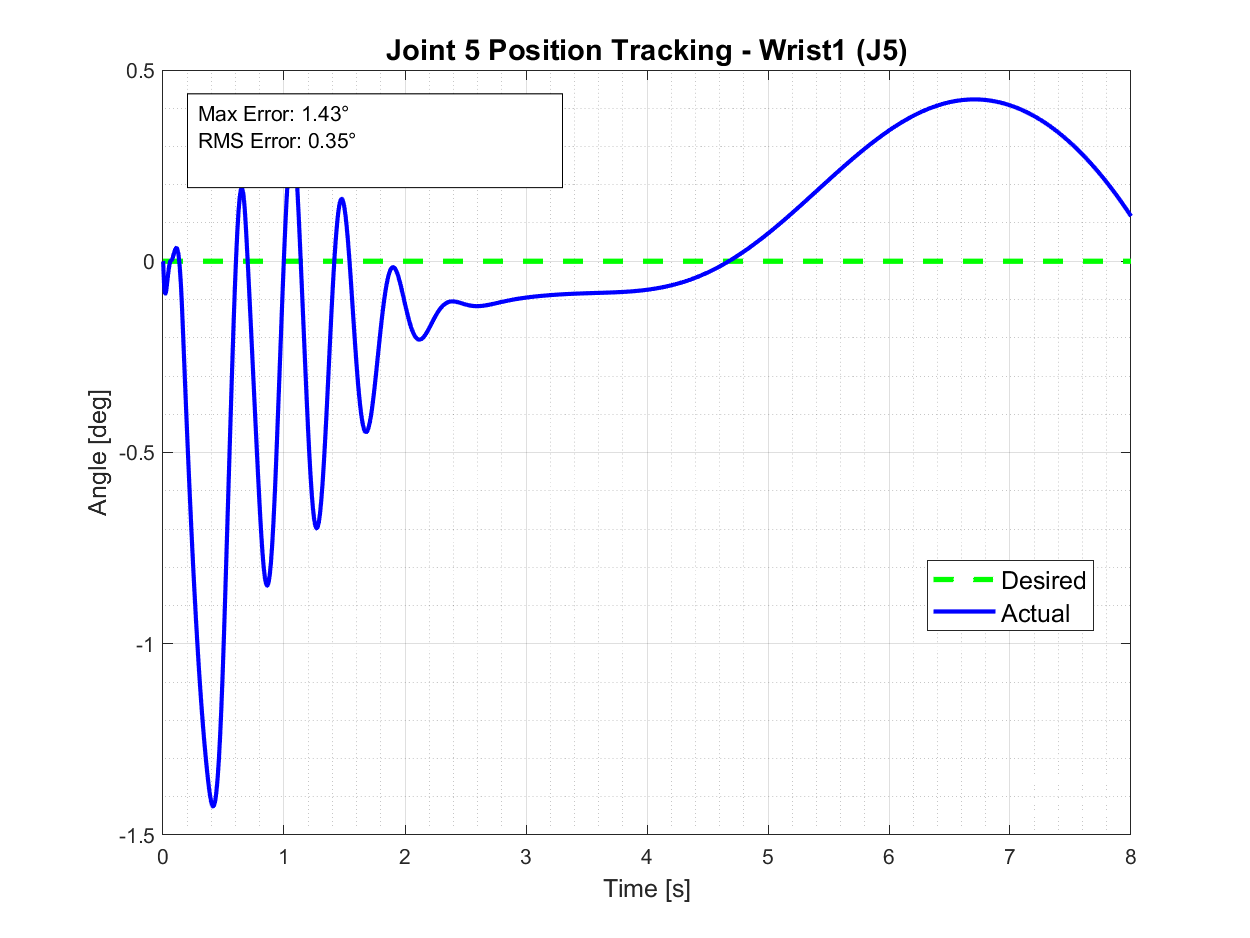 Joint 5 Position Tracking - Wrist1 (J5)
Max Error: 1.43°
RMS Error: 0.35°
0.5
0
-0.5
-1
-1.5
Angle [deg]
Desired
Actual
0 1 2 3 4 5 6 7 8
Time [s]